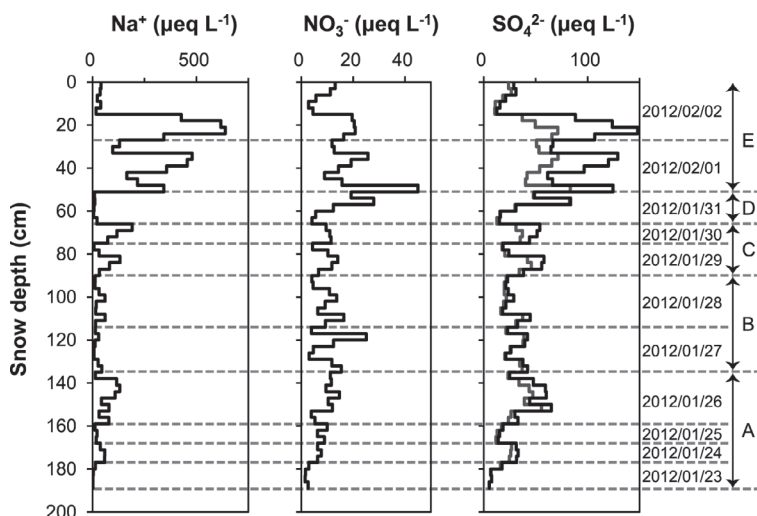 Na⁺ (µeq L⁻¹) NO₃⁻ (µeq L⁻¹) SO₄²⁻ (µeq L⁻¹)
0 500 0 40 0 100
Snow depth (cm)
0
20
40
60
80
100
120
140
160
180
200
2012/02/02
2012/02/01
2012/01/31
2012/01/30
2012/01/29
2012/01/28
2012/01/27
2012/01/26
2012/01/25
2012/01/24
2012/01/23
E
D
C
B
A